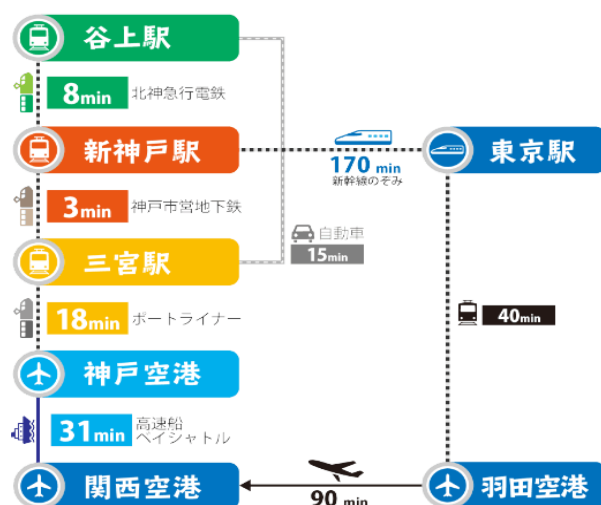 谷上駅
8min 北神急行電鉄
新神戸駅
170 min
新幹線のぞみ
東京駅
3min 神戸市営地下鉄
自動車
15min
三宮駅
18min ポートライナー
40min
神戸空港
31min 高速船
ベイシャトル
関西空港
90 min
羽田空港